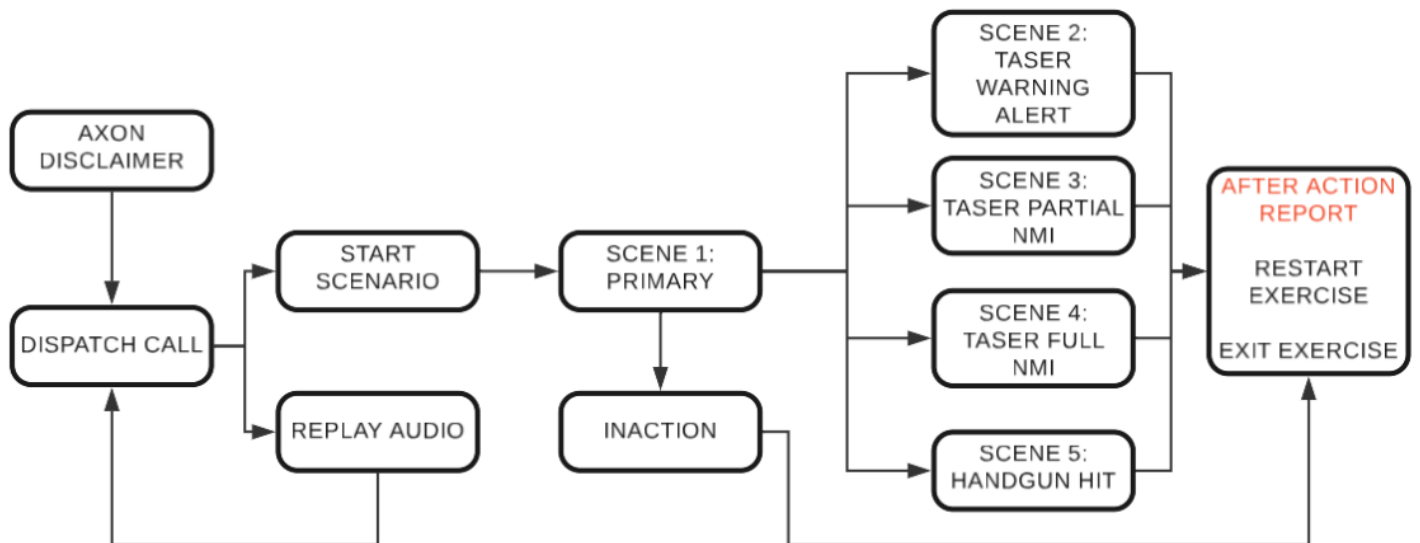 AXON
DISCLAIMER
DISPATCH CALL
START
SCENARIO
REPLAY AUDIO
SCENE 1:
PRIMARY
INACTION
SCENE 2:
TASER
WARNING
ALERT
SCENE 3:
TASER PARTIAL
NMI
SCENE 4:
TASER FULL
NMI
SCENE 5:
HANDGUN HIT
AFTER ACTION
REPORT
RESTART
EXERCISE
EXIT EXERCISE